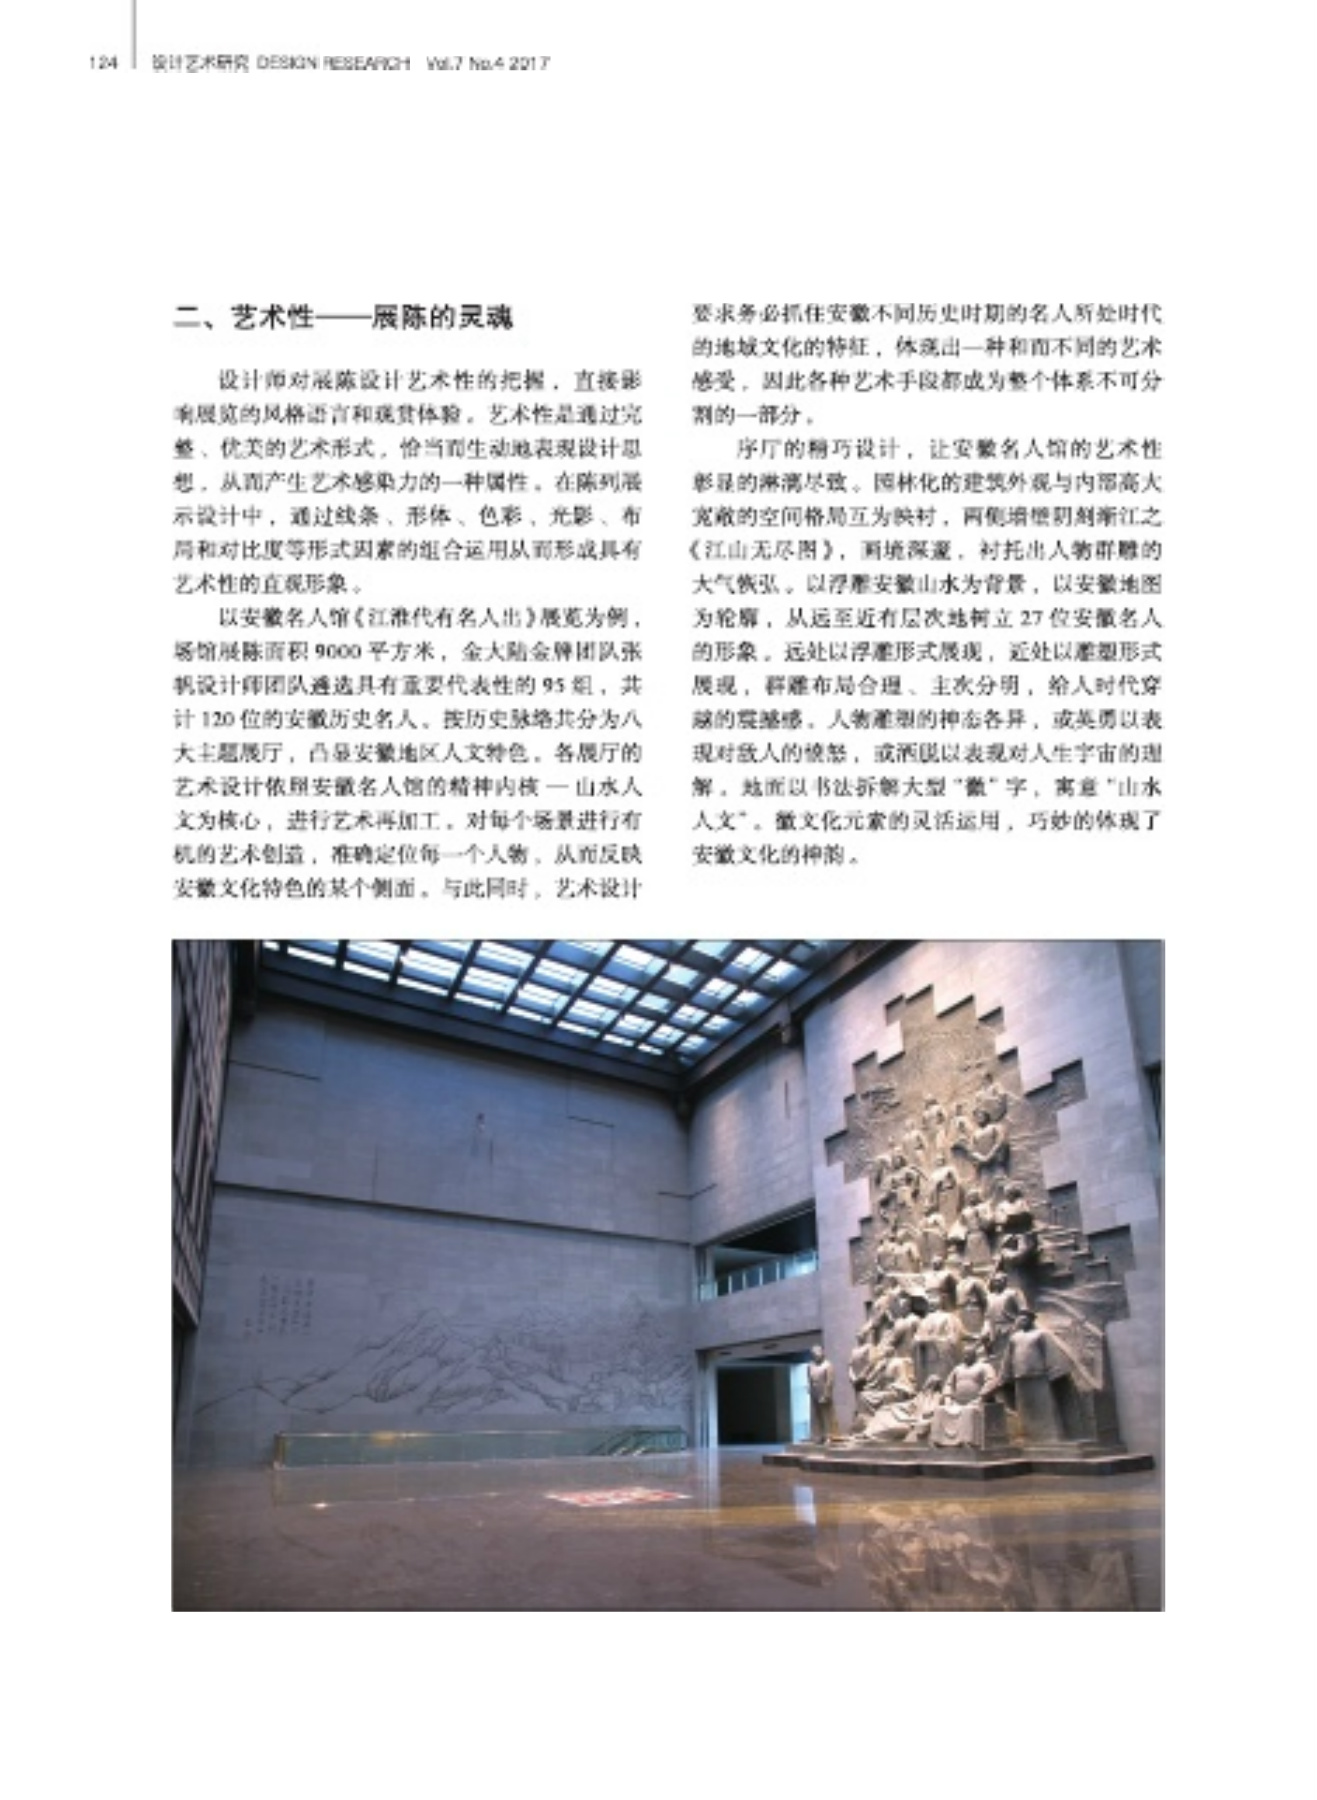 124
设计艺术研究 DESIGN RESEARCH Vol.7 No.4 2017
二、艺术性——展陈的灵魂
设计师对展陈设计艺术性的把握，直接影
响展览的风格语言和观赏体验。艺术性是通过完
整、优美的艺术形式，恰当而生动地表现设计思
想，从而产生艺术感染力的一种属性。在陈列展
示设计中，通过线条、形体、色彩、光影、布
局和对比度等形式因素的组合运用从而形成具有
艺术性的直观形象。
以安徽名人馆《江淮代有名人出》展览为例，
场馆展陈面积 9000 平方米，金大陆金牌团队张
帆设计师团队遴选具有重要代表性的 95 组，共
计 120 位的安徽历史名人。按历史脉络共分为八
大主题展厅，凸显安徽地区人文特色。各展厅的
艺术设计依照安徽名人馆的精神内核 — 山水人
文为核心，进行艺术再加工。对每个场景进行有
机的艺术创造，准确定位每一个人物，从而反映
安徽文化特色的某个侧面。与此同时，艺术设计
要求务必抓住安徽不同历史时期的名人所处时代
的地域文化的特征，体现出一种和而不同的艺术
感受，因此各种艺术手段都成为整个体系不可分
割的一部分。
序厅的精巧设计，让安徽名人馆的艺术性
彰显的淋漓尽致。园林化的建筑外观与内部高大
宽敞的空间格局互为映衬，两侧墙壁阴刻渐江之
《江山无尽图》，画境深邃，衬托出人物群雕的
大气恢弘。以浮雕安徽山水为背景，以安徽地图
为轮廓，从远至近有层次地树立 27 位安徽名人
的形象。远处以浮雕形式展现，近处以雕塑形式
展现，群雕布局合理、主次分明，给人时代穿
越的震撼感。人物雕塑的神态各异，或英勇以表
现对敌人的愤怒，或洒脱以表现对人生宇宙的理
解。地面以书法拆解大型“徽”字，寓意“山水
人文”。徽文化元素的灵活运用，巧妙的体现了
安徽文化的神韵。